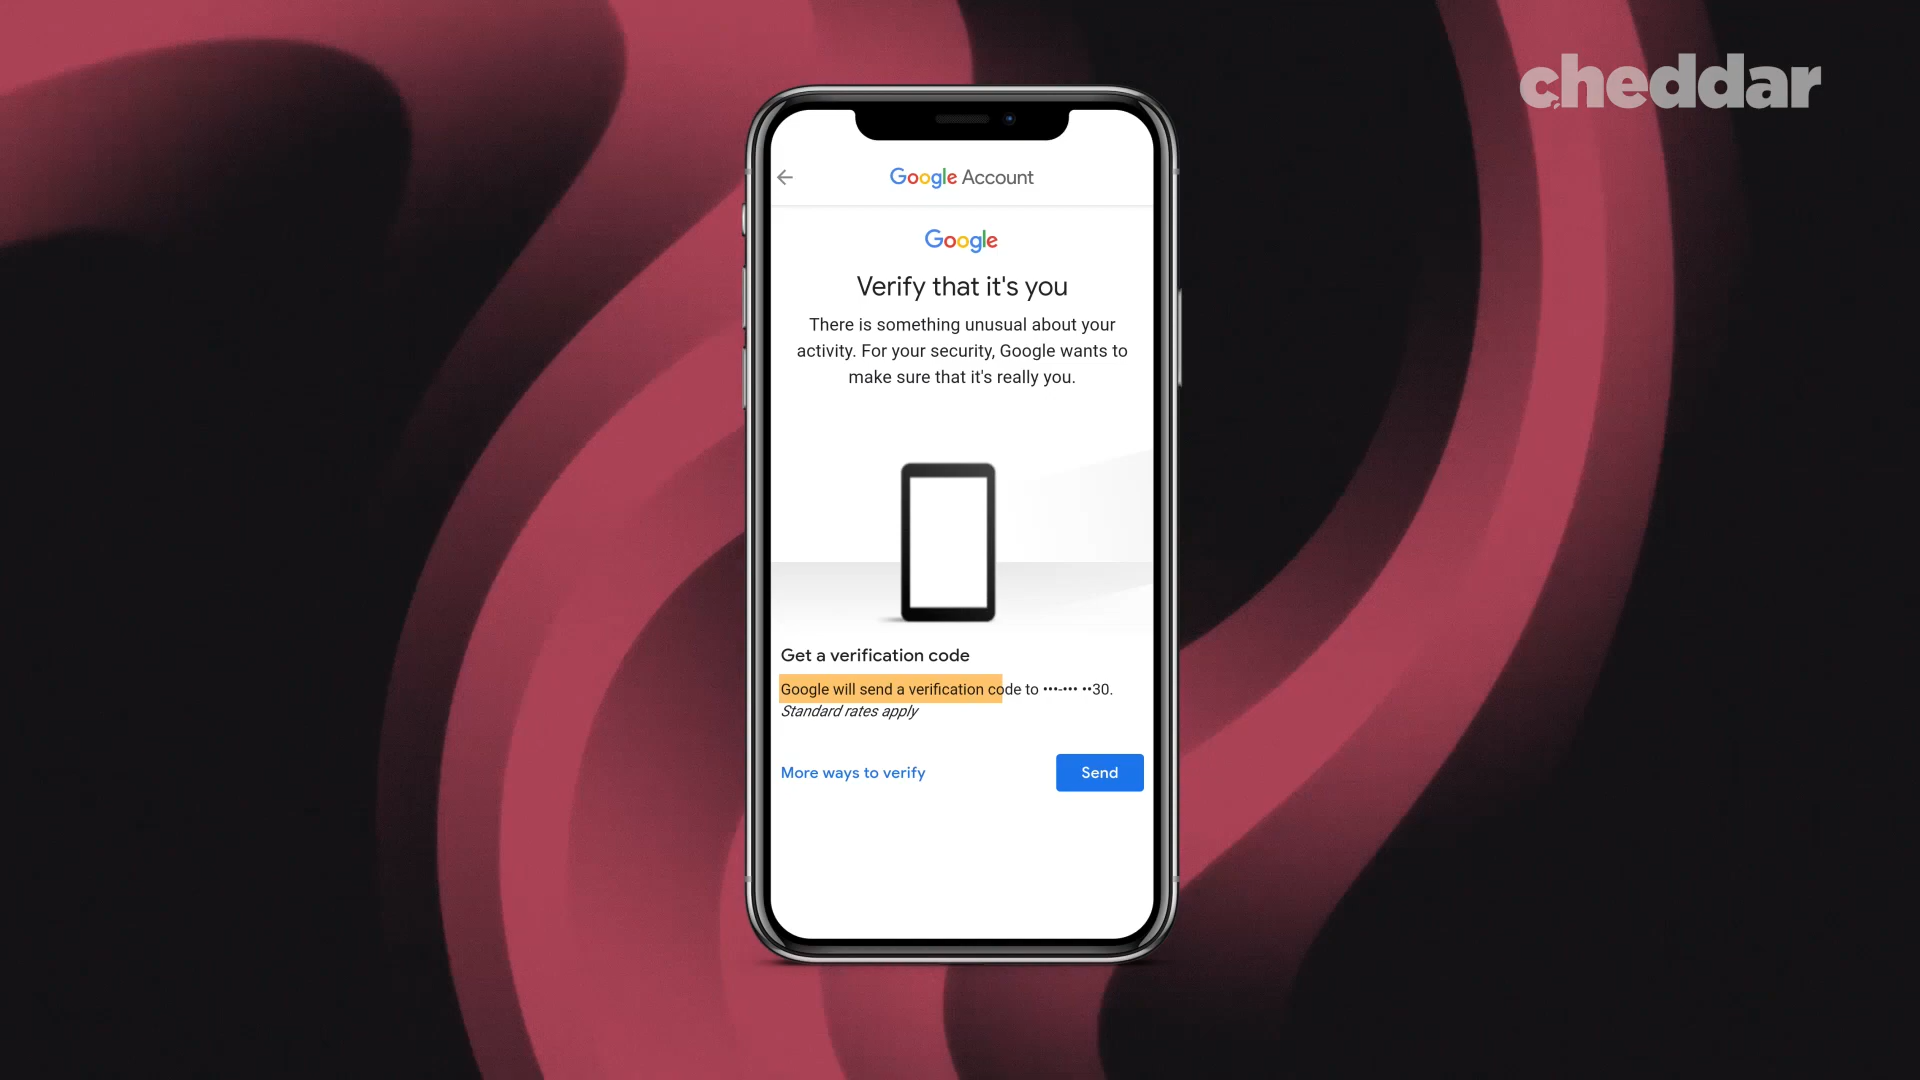 cheddar
Google Account
Google
Verify that it's you
There is something unusual about your
activity. For your security, Google wants to
make sure that it's really you.
Get a verification code
Google will send a verification code to •••-••• ••30.
Standard rates apply
More ways to verify
Send